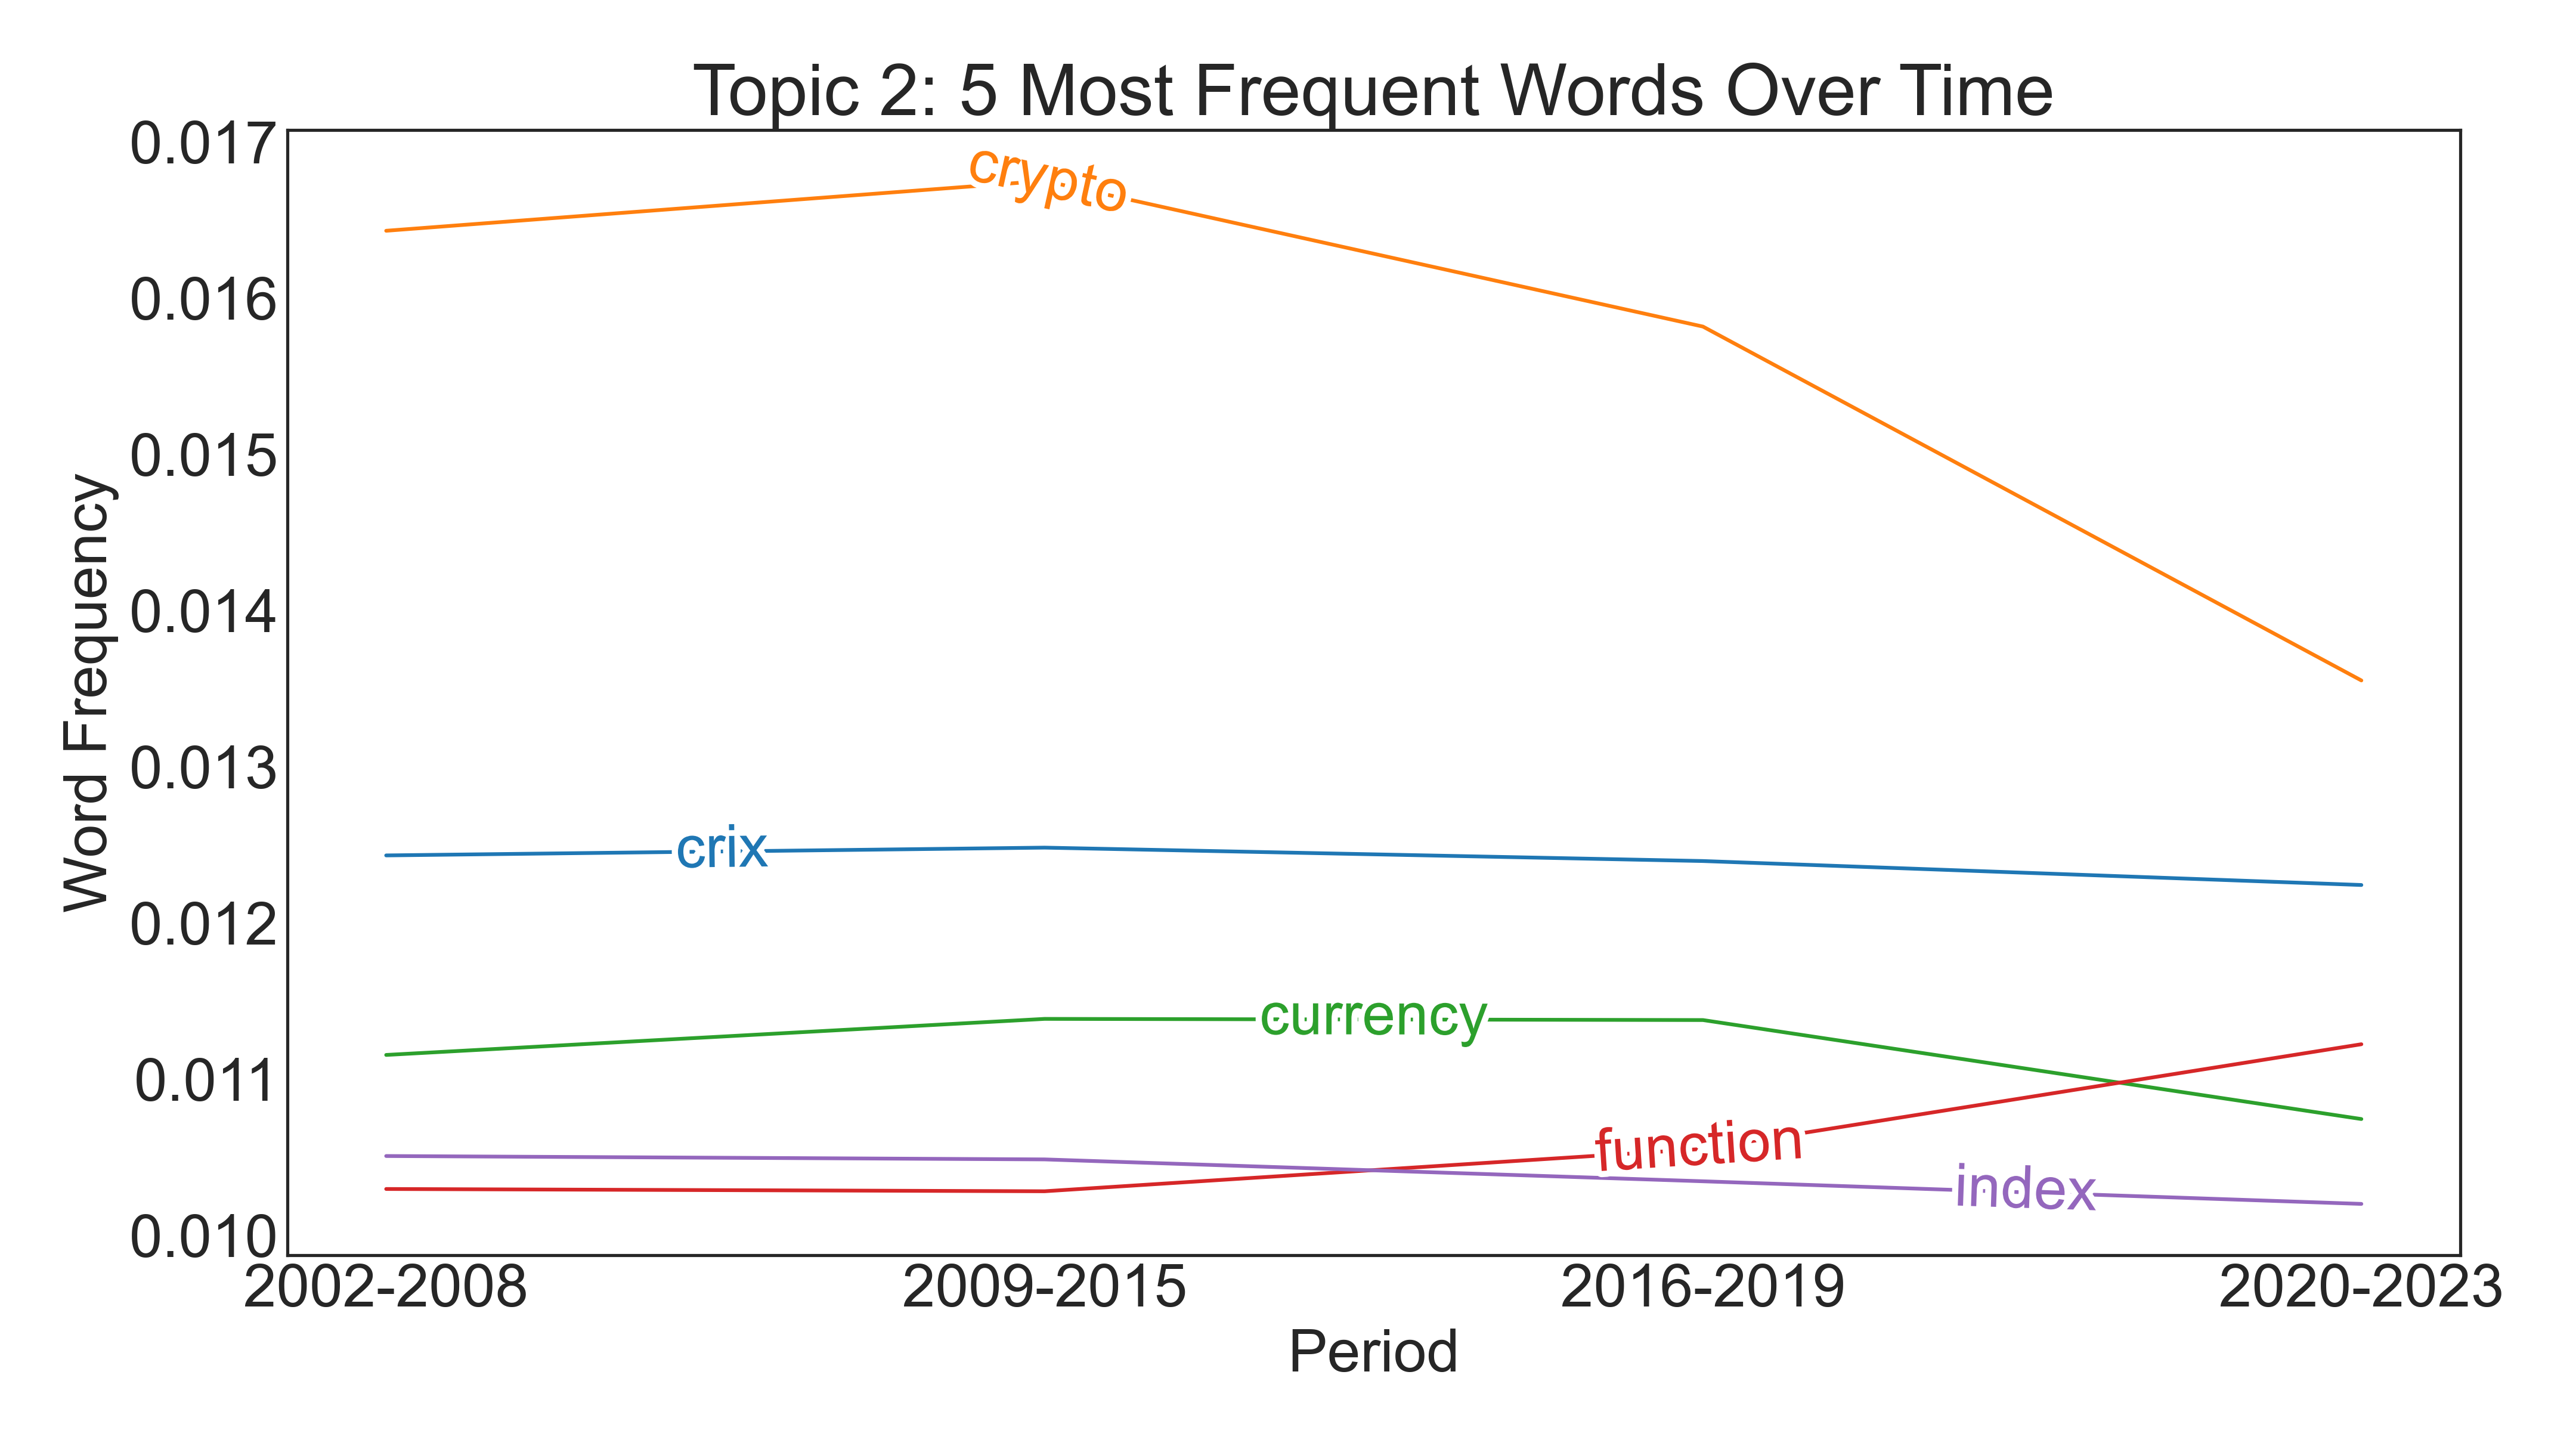 Topic 2: 5 Most Frequent Words Over Time
0.017
0.016
0.015
0.014
0.013
0.012
0.011
0.010
Word Frequency
crypto
crix
currency
function
index
2002-2008 2009-2015 2016-2019 2020-2023
Period